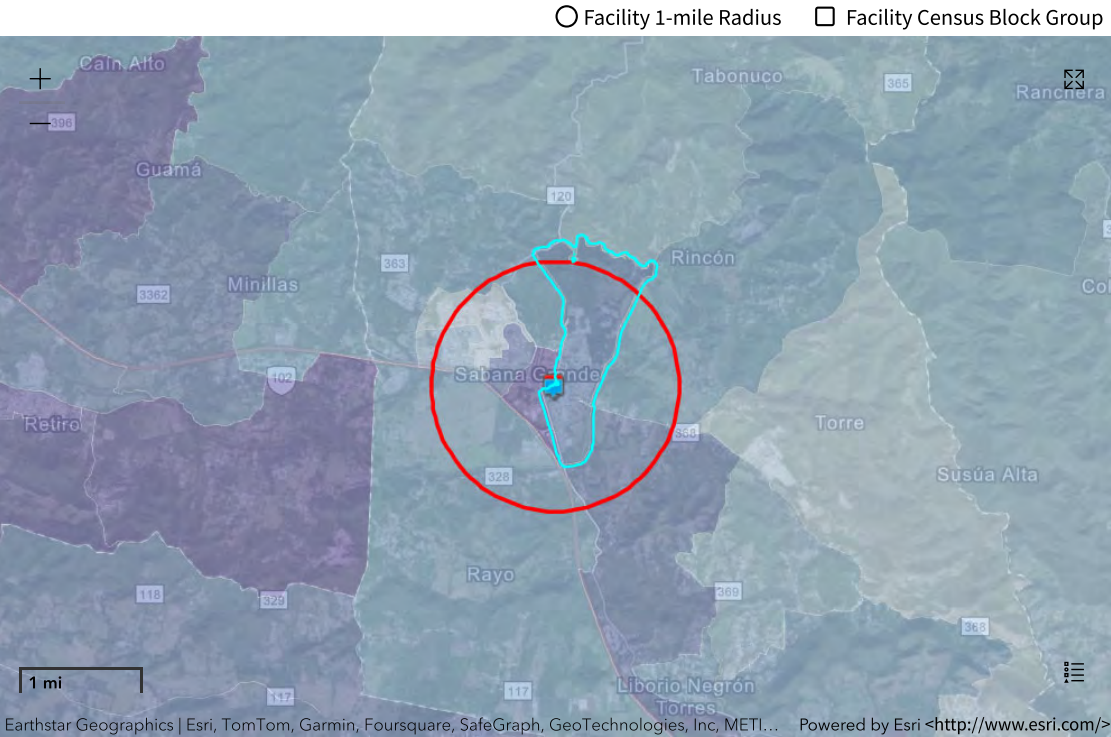 Facility 1-mile Radius
Facility Census Block Group
Caín Alto
Tabonuco
365
Ranchera
396
Guamá
120
Rincón
363
Minillas
3362
Col
102
Sabana Grande
Retiro
Torre
368
Susúa Alta
328
Rayo
118
329
369
368
1 mi
117
117
Liborio Negrón
Torres
Earthstar Geographics | Esri, TomTom, Garmin, Foursquare, SafeGraph, GeoTechnologies, Inc, METI...
Powered by Esri <http://www.esri.com/>